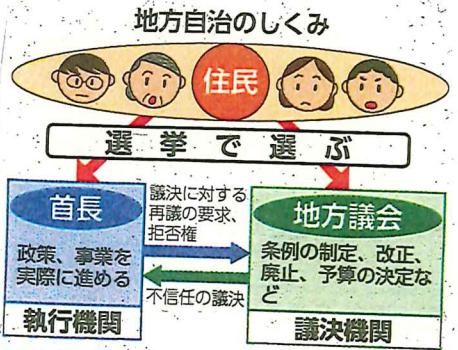 地方自治のしくみ
住民
選挙で選ぶ
首長
政策、事業を
実際に進める
執行機関
議決に対する
再議の要求、
拒否権
不信任の議決
地方議会
条例の制定、改正、
廃止、予算の決定な
ど
議決機関